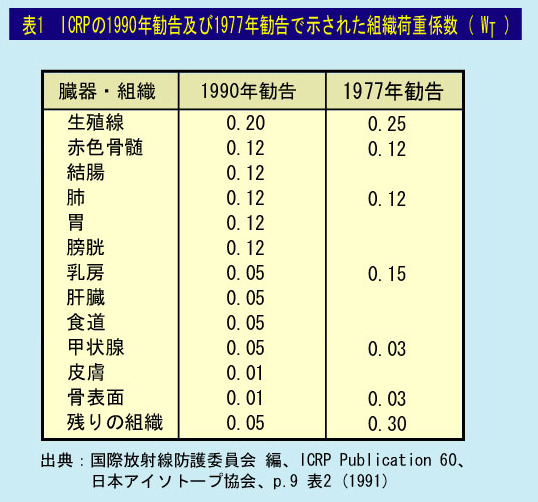 表1 ICRPの1990年勧告及び1977年勧告で示された組織荷重係数 ( WT )
臓器・組織 1990年勧告 1977年勧告
生殖線 0.20 0.25
赤色骨髄 0.12 0.12
結腸 0.12
肺 0.12 0.12
胃 0.12
膀胱 0.12
乳房 0.05 0.15
肝臓 0.05
食道 0.05
甲状腺 0.05 0.03
皮膚 0.01
骨表面 0.01 0.03
残りの組織 0.05 0.30
出典：国際放射線防護委員会 編、ICRP Publication 60、
日本アイソトープ協会、p.9 表2 (1991)